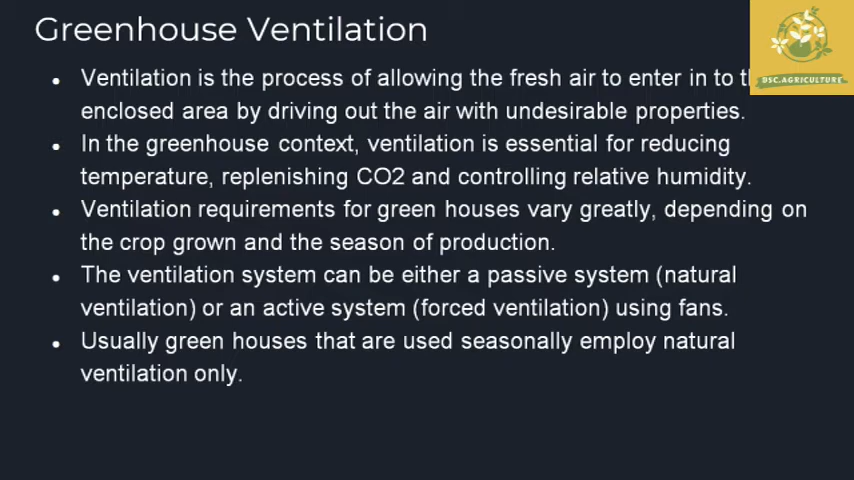 Greenhouse Ventilation
• Ventilation is the process of allowing the fresh air to enter in to
enclosed area by driving out the air with undesirable properties.
• In the greenhouse context, ventilation is essential for reducing
temperature, replenishing CO2 and controlling relative humidity.
• Ventilation requirements for green houses vary greatly, depending on
the crop grown and the season of production.
• The ventilation system can be either a passive system (natural
ventilation) or an active system (forced ventilation) using fans.
• Usually green houses that are used seasonally employ natural
ventilation only.
DSC.AGRICULTURE